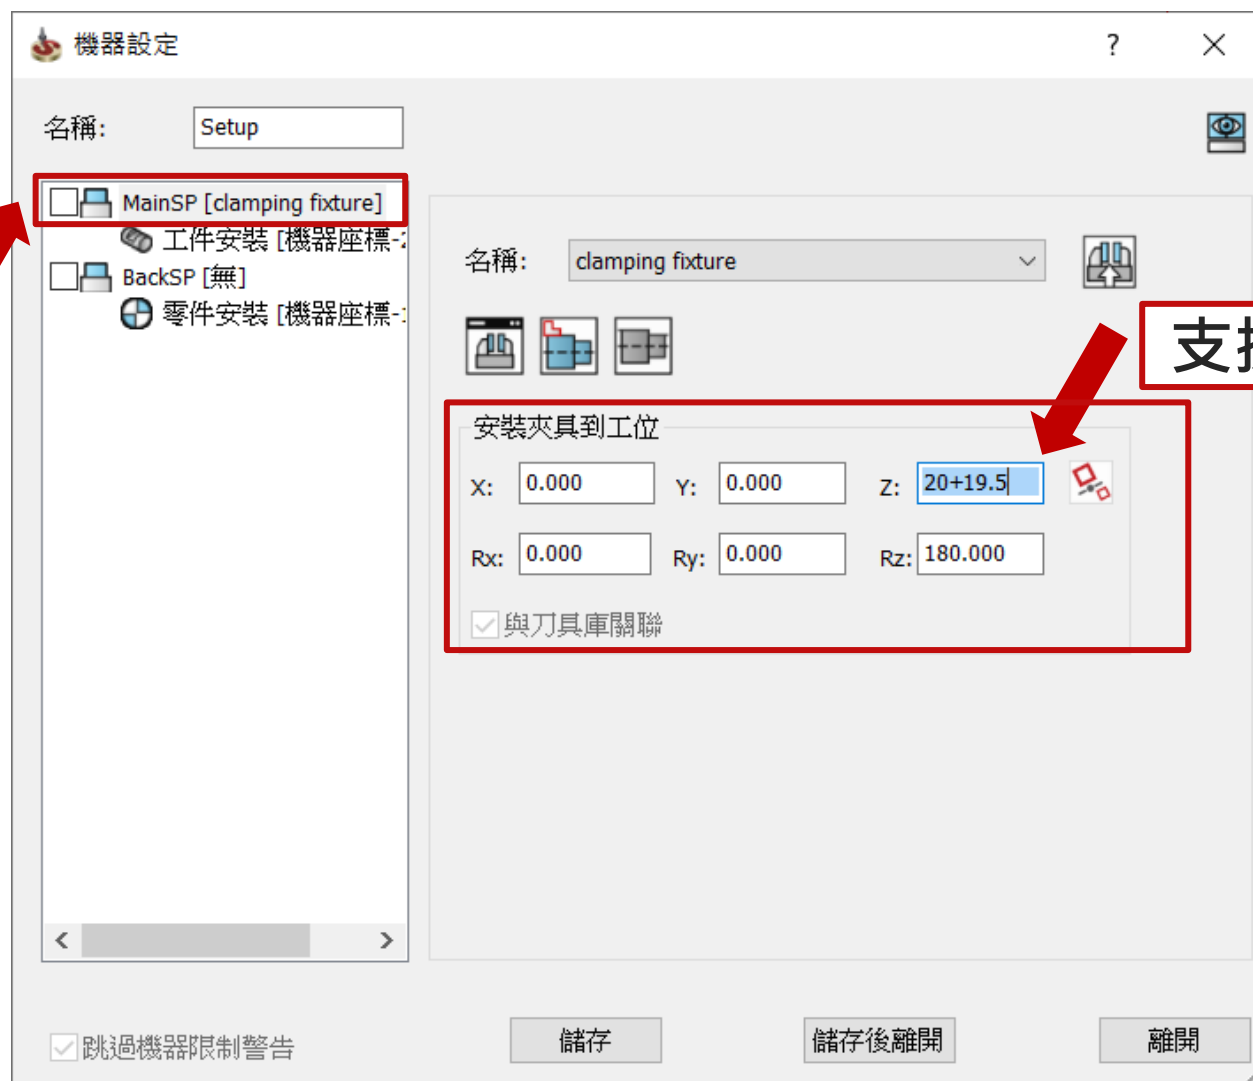 機器設定
?
名稱:
Setup
MainSP [clamping fixture]
工件安裝 [機器座標-
BackSP [無]
零件安裝 [機器座標-
名稱:
clamping fixture
支
安裝夾具到工位
X: 0.000 Y: 0.000 Z: 20+19.5
Rx: 0.000 Ry: 0.000 Rz: 180.000
與刀具庫關聯
跳過機器限制警告
儲存
儲存後離開
離開